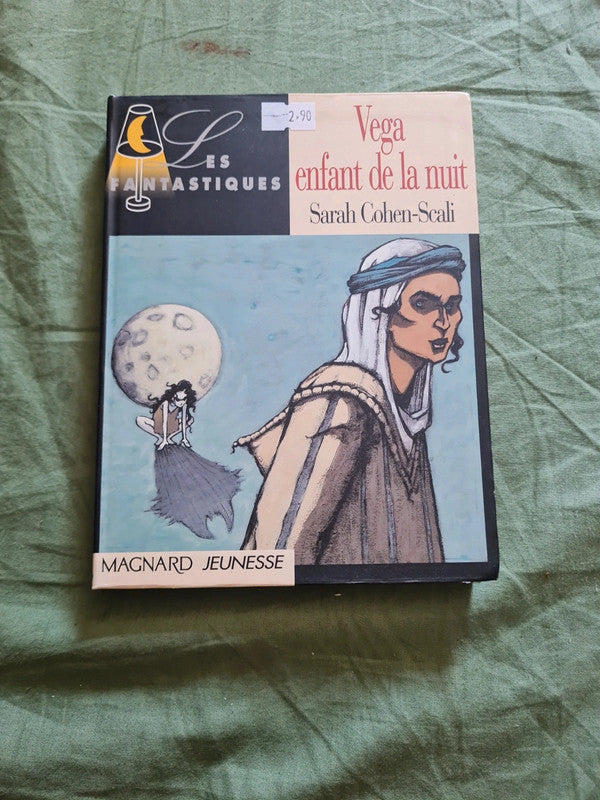 2,90
LES
FANTASTIQUES
Vega
enfant de la nuit
Sarah Cohen-Scali
MAGNARD JEUNESSE